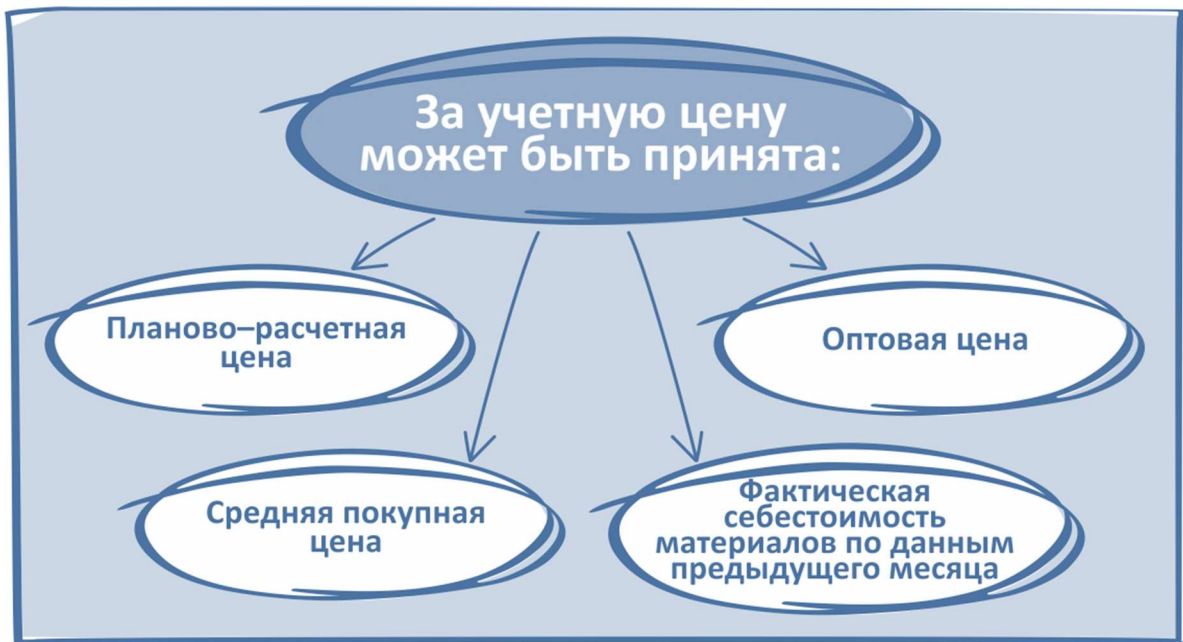 За учетную цену
может быть принята:
Планово–расчетная
цена
Оптовая цена
Средняя покупная
цена
Фактическая
себестоимость
материалов по данным
предыдущего месяца